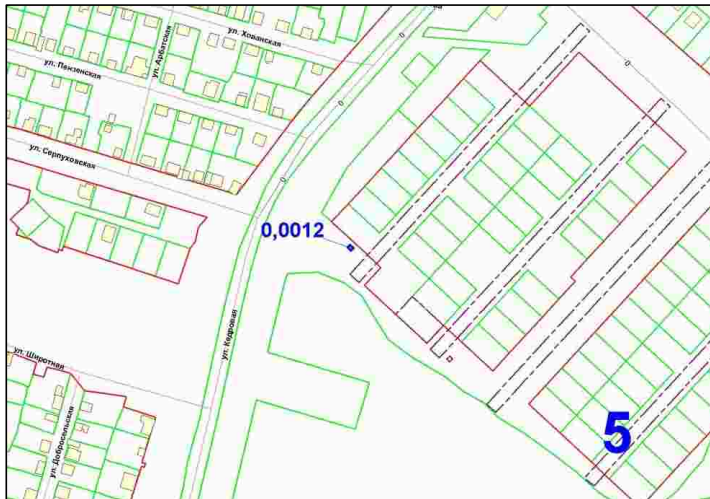 ул. Хованская
ул. Арбатская
ул. Пензенская
ул. Серпуховская
0,0012
ул. Кедровая
ул. Широтная
ул. Добросельская
5